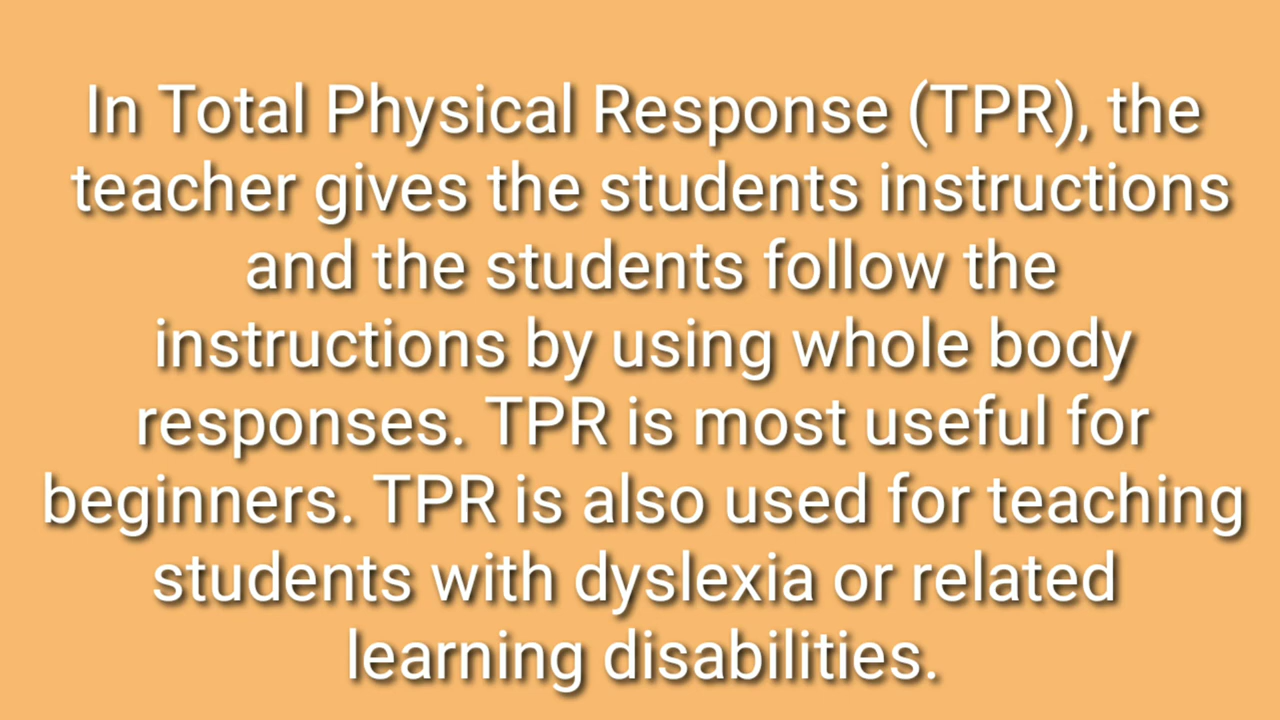 In Total Physical Response (TPR), the
teacher gives the students instructions
and the students follow the
instructions by using whole body
responses. TPR is most useful for
beginners. TPR is also used for teaching
students with dyslexia or related
learning disabilities.